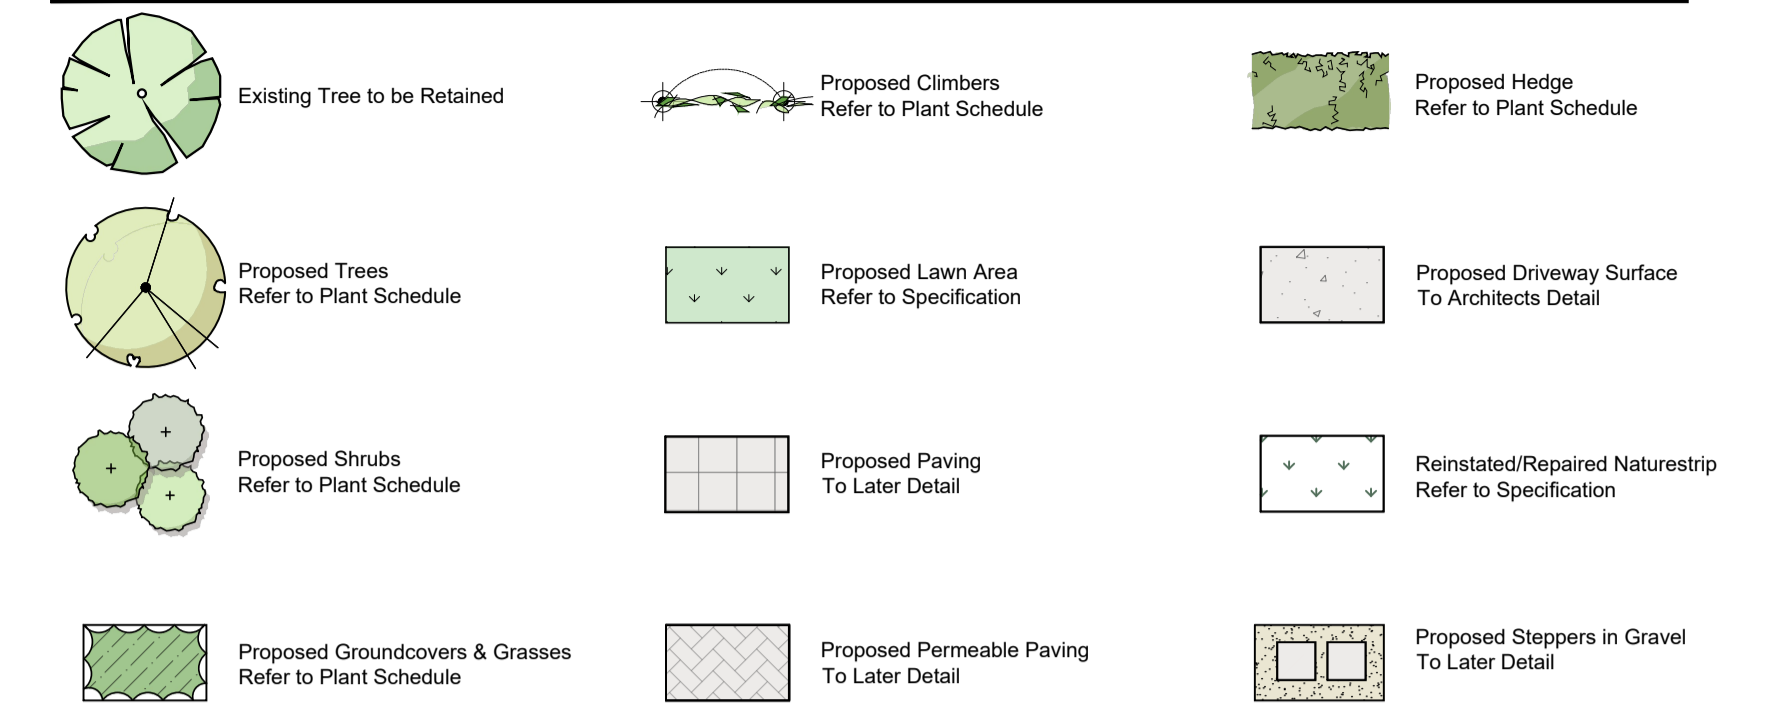 Existing Tree to be Retained
Proposed Climbers
Refer to Plant Schedule
Proposed Hedge
Refer to Plant Schedule
Proposed Trees
Refer to Plant Schedule
Proposed Lawn Area
Refer to Specification
Proposed Driveway Surface
To Architects Detail
Proposed Shrubs
Refer to Plant Schedule
Proposed Paving
To Later Detail
Reinstated/Repaired Naturestrip
Refer to Specification
Proposed Groundcovers & Grasses
Refer to Plant Schedule
Proposed Permeable Paving
To Later Detail
Proposed Steppers in Gravel
To Later Detail